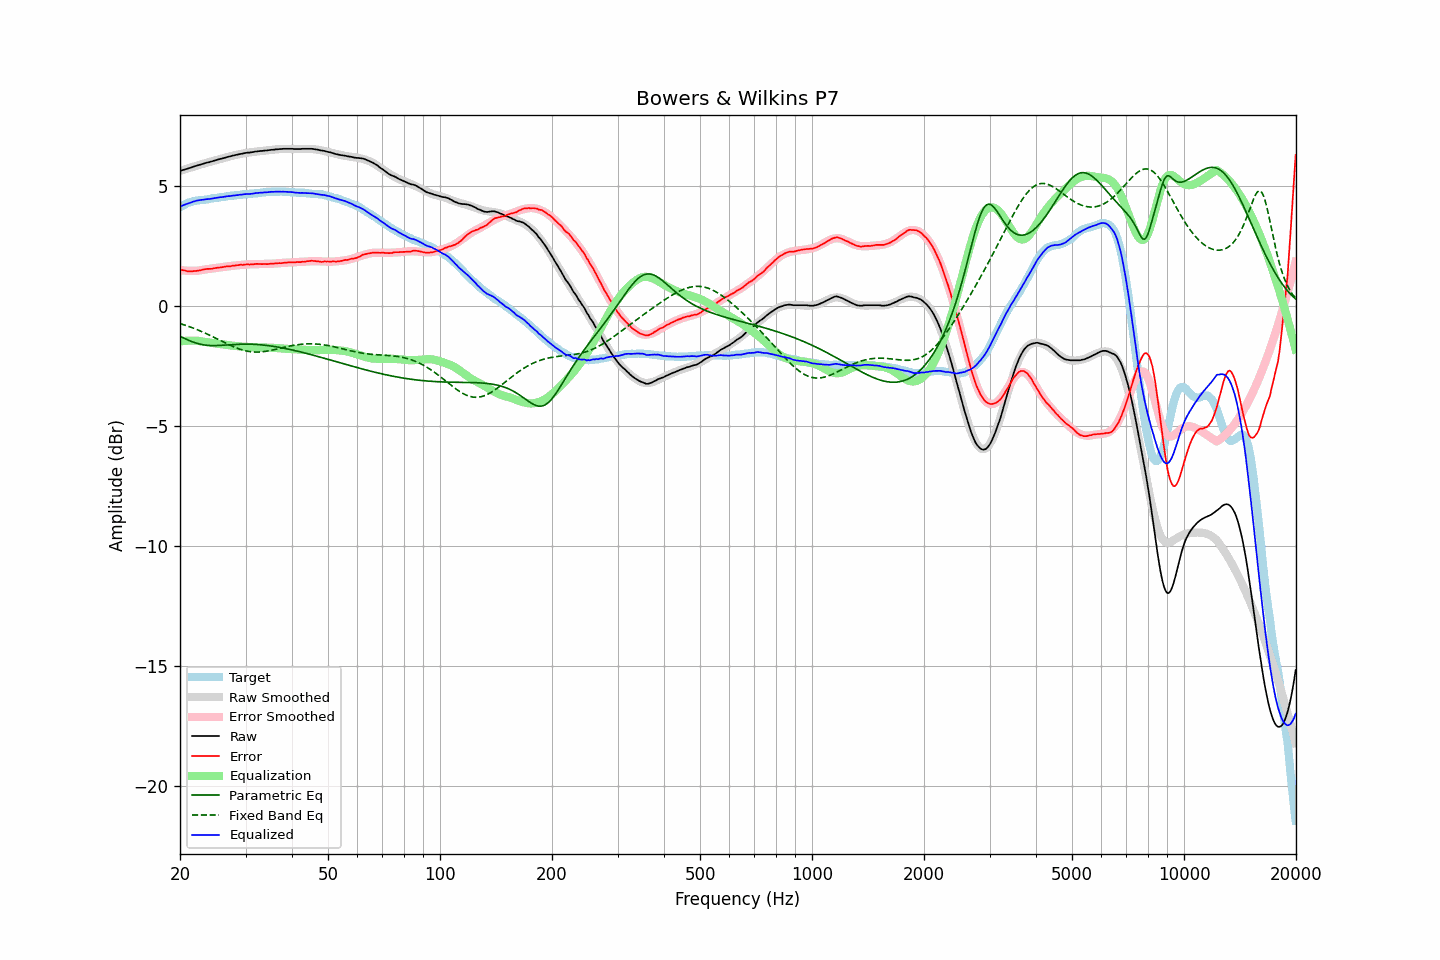 Bowers & Wilkins P7
Amplitude (dBr)
5
0
−5
−10
−15
−20
Target
Raw Smoothed
Error Smoothed
Raw
Error
Equalization
Parametric Eq
Fixed Band Eq
Equalized
20 50 100 200 500 1000 2000 5000 10000 20000
Frequency (Hz)